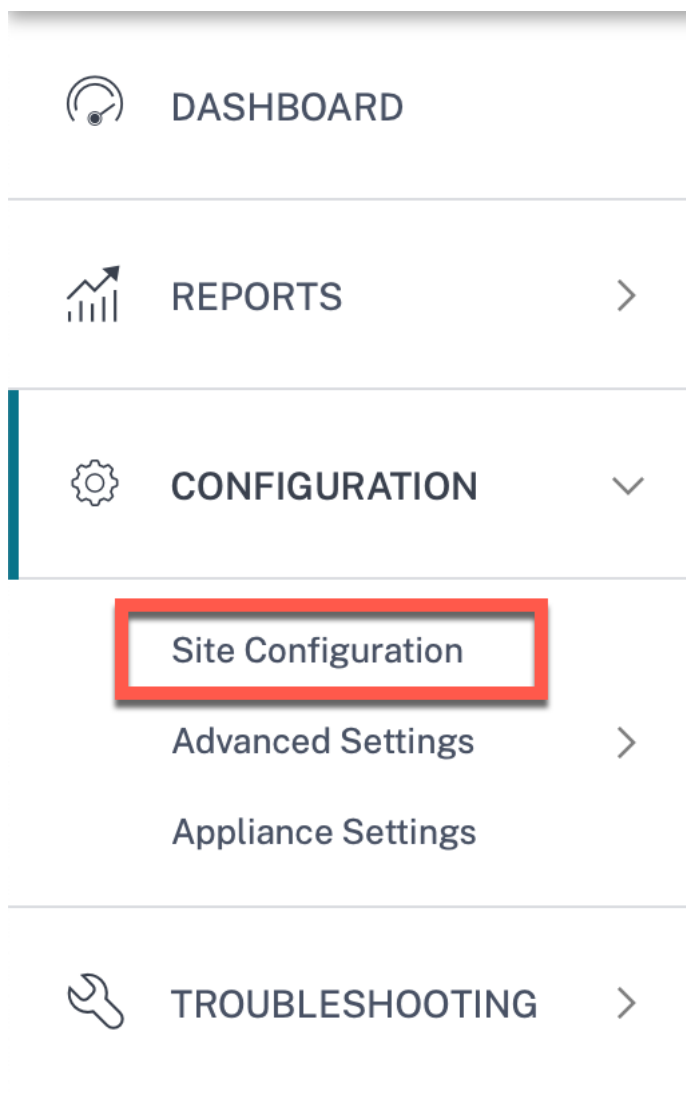 DASHBOARD
REPORTS
CONFIGURATION
Site Configuration
Advanced Settings
Appliance Settings
TROUBLESHOOTING